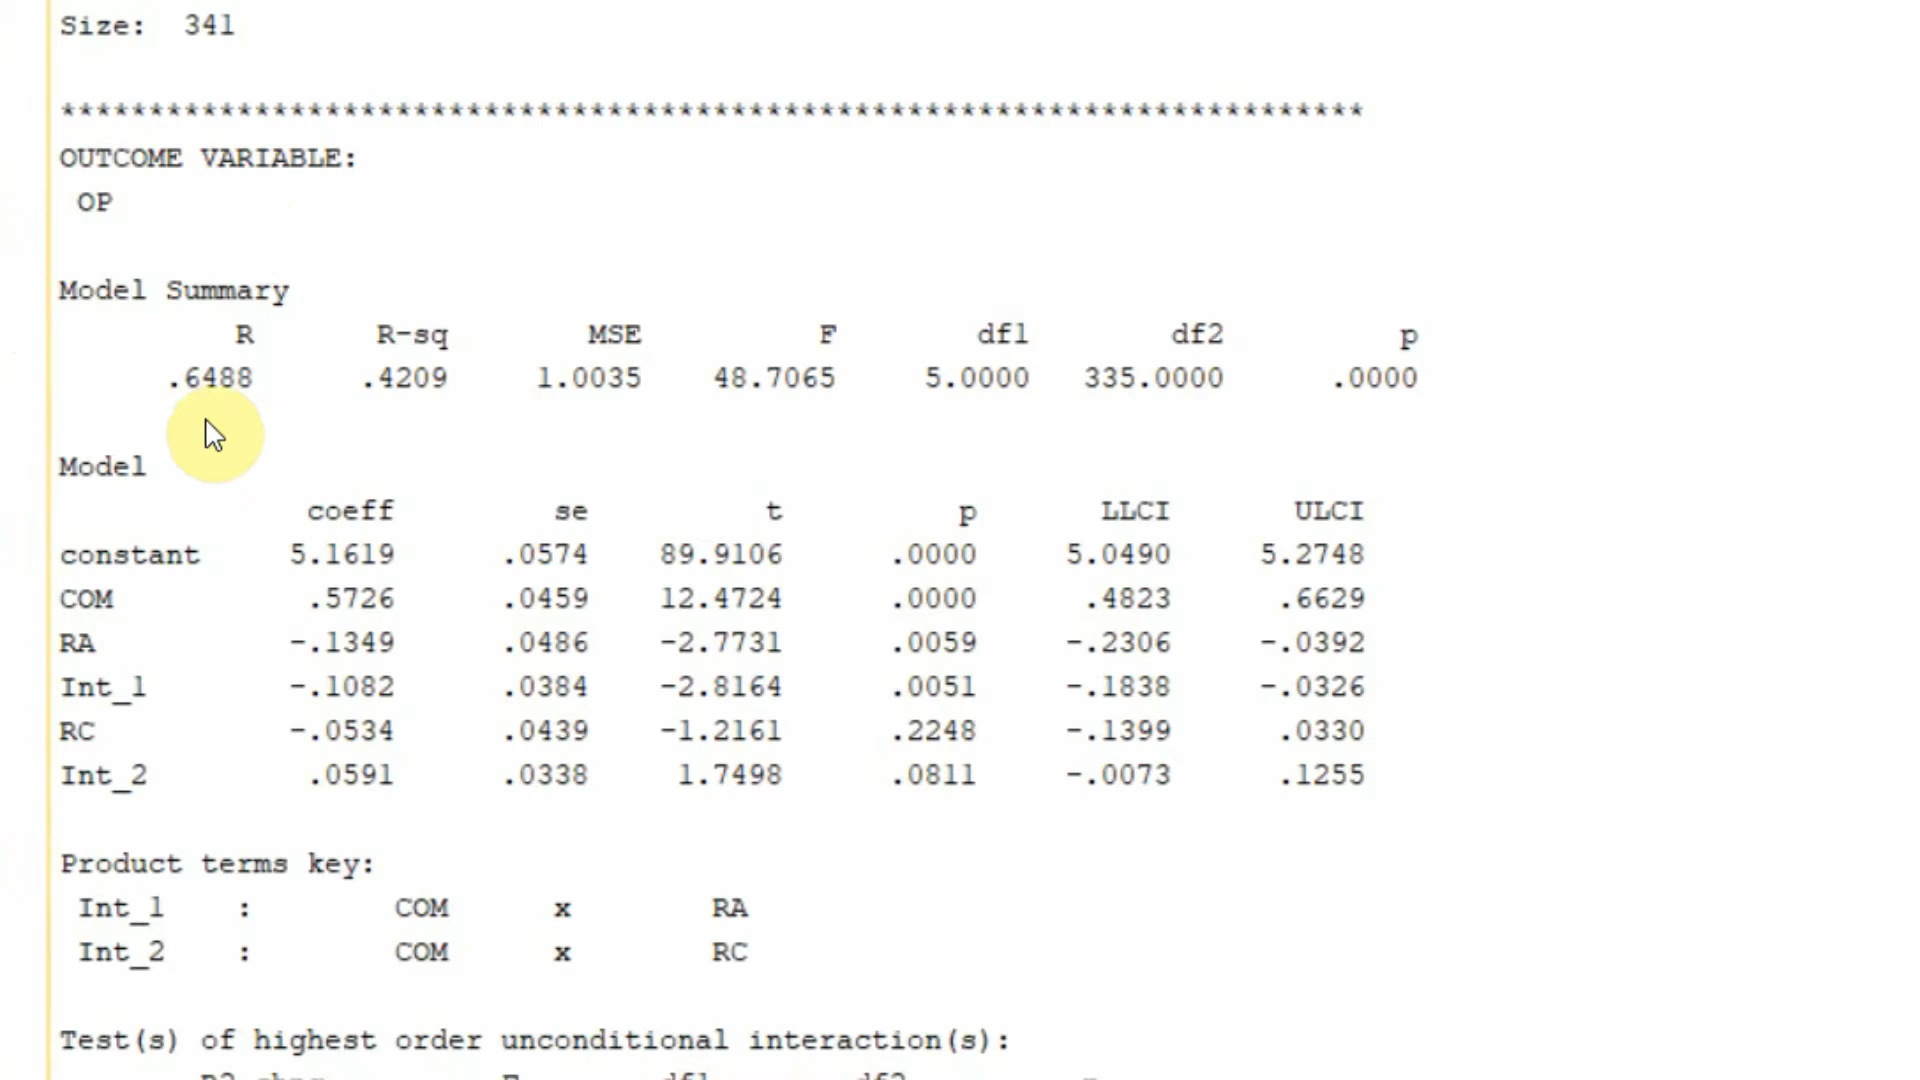 Size: 341
******************************************************************************
OUTCOME VARIABLE:
OP
Model Summary
R R-sq MSE F df1 df2 p
.6488 .4209 1.0035 48.7065 5.0000 335.0000 .0000
Model
coeff se t p LLCI ULCI
constant 5.1619 .0574 89.9106 .0000 5.0490 5.2748
COM .5726 .0459 12.4724 .0000 .4823 .6629
RA -.1349 .0486 -2.7731 .0059 -.2306 -.0392
Int_1 -.1082 .0384 -2.8164 .0051 -.1838 -.0326
RC -.0534 .0439 -1.2161 .2248 -.1399 .0330
Int_2 .0591 .0338 1.7498 .0811 -.0073 .1255
Product terms key:
Int_1 : COM x RA
Int_2 : COM x RC
Test(s) of highest order unconditional interaction(s):